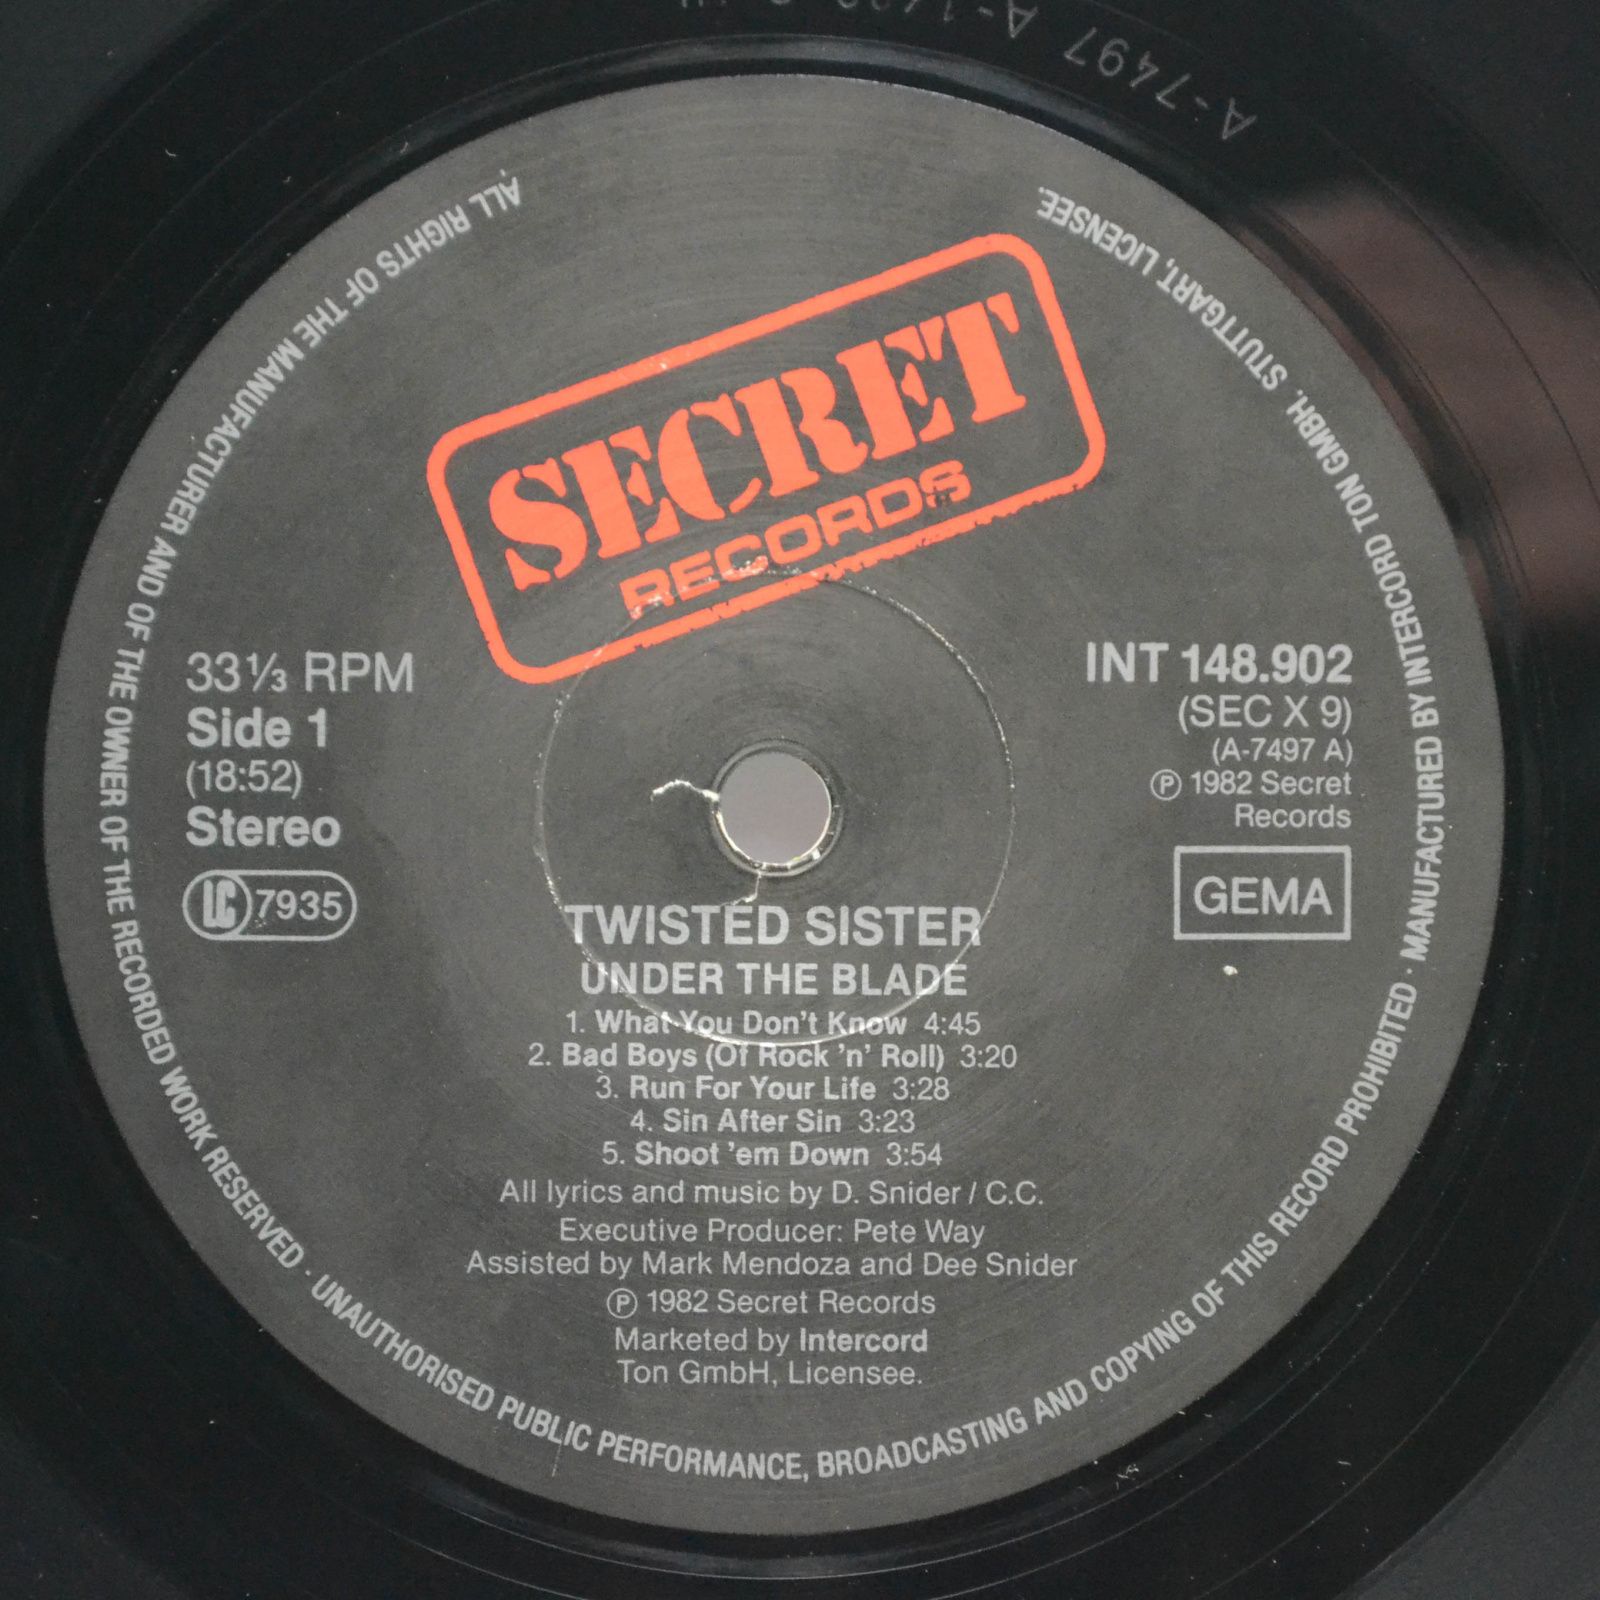 A-7497 A-1
SECRET
RECORDS
33⅓ RPM
Side 1
(18:52)
Stereo
LC 7935
INT 148.902
(SEC X 9)
(A-7497 A)
℗ 1982 Secret
Records
GEMA
TWISTED SISTER
UNDER THE BLADE
1. What You Don't Know 4:45
2. Bad Boys (Of Rock 'n' Roll) 3:20
3. Run For Your Life 3:28
4. Sin After Sin 3:23
5. Shoot 'em Down 3:54
All lyrics and music by D. Snider / C.C.
Executive Producer: Pete Way
Assisted by Mark Mendoza and Dee Snider
℗ 1982 Secret Records
Marketed by Intercord
Ton GmbH, Licensee.
ALL RIGHTS OF THE MANUFACTURER AND OF THE OWNER OF THE RECORDED WORK RESERVED · UNAUTHORISED PUBLIC PERFORMANCE, BROADCASTING AND COPYING OF THIS RECORD PROHIBITED · MANUFACTURED BY INTERCORD TON GMBH. STUTTGART, LICENSEE.